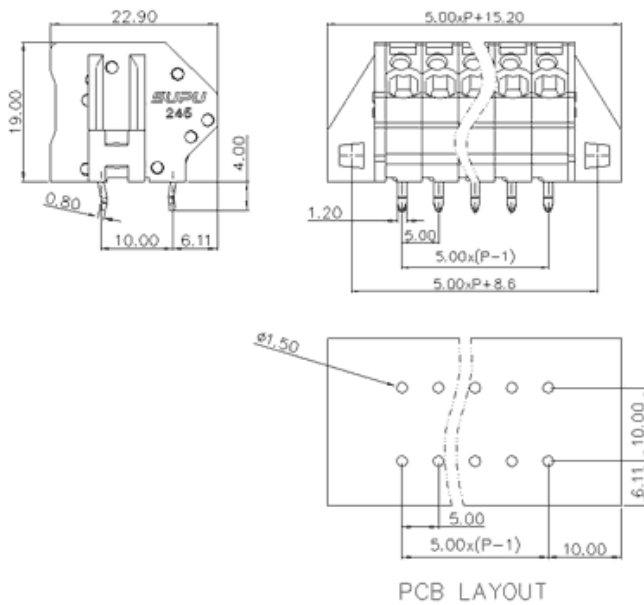 22.90
19.00
SUPU
246
4.00
0.80
10.00
6.11
5.00xP+15.20
1.20
5.00
5.00x(P-1)
5.00xP+8.6
ø1.50
10.00
6.11
5.00
5.00x(P-1)
10.00
PCB LAYOUT